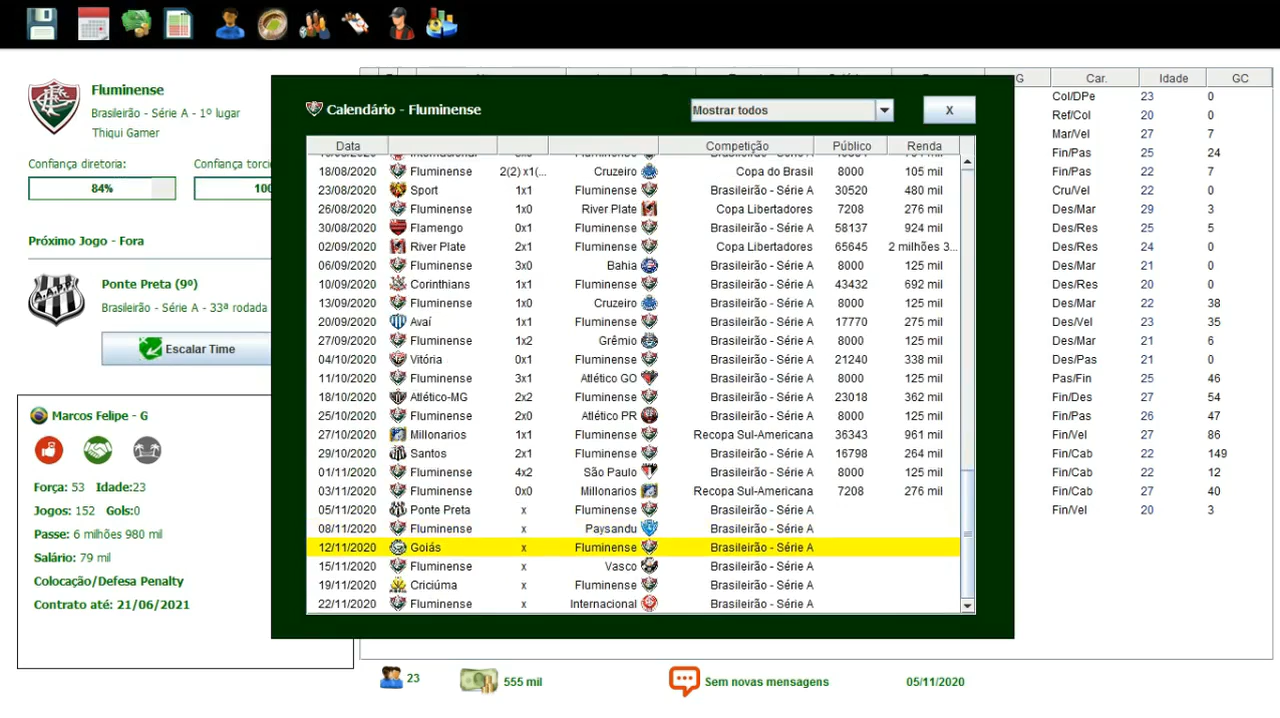 Fluminense
Brasileirão - Série A - 1º lugar
Thiqui Gamer
Confiança diretoria:
Confiança torcid
84%
100
Próximo Jogo - Fora
Ponte Preta (9º)
Brasileirão - Série A - 33ª rodada
Escalar Time
Marcos Felipe - G
Força: 53 Idade:23
Jogos: 152 Gols:0
Passe: 6 milhões 980 mil
Salário: 79 mil
Colocação/Defesa Penalty
Contrato até: 21/06/2021
Calendário - Fluminense
Mostrar todos
X
Data Competição Público Renda
18/08/2020 Fluminense 2(2) x1(... Cruzeiro Copa do Brasil 8000 105 mil
23/08/2020 Sport 1x1 Fluminense Brasileirão - Série A 30520 480 mil
26/08/2020 Fluminense 1x0 River Plate Copa Libertadores 7208 276 mil
30/08/2020 Flamengo 0x1 Fluminense Brasileirão - Série A 58137 924 mil
02/09/2020 River Plate 2x1 Fluminense Copa Libertadores 65645 2 milhões 3...
06/09/2020 Fluminense 3x0 Bahia Brasileirão - Série A 8000 125 mil
10/09/2020 Corinthians 1x1 Fluminense Brasileirão - Série A 43432 692 mil
13/09/2020 Fluminense 1x0 Cruzeiro Brasileirão - Série A 8000 125 mil
20/09/2020 Avaí 1x1 Fluminense Brasileirão - Série A 17770 275 mil
27/09/2020 Fluminense 1x2 Grêmio Brasileirão - Série A 8000 125 mil
04/10/2020 Vitória 0x1 Fluminense Brasileirão - Série A 21240 338 mil
11/10/2020 Fluminense 3x1 Atlético GO Brasileirão - Série A 8000 125 mil
18/10/2020 Atlético-MG 2x2 Fluminense Brasileirão - Série A 23018 362 mil
25/10/2020 Fluminense 2x0 Atlético PR Brasileirão - Série A 8000 125 mil
27/10/2020 Millonarios 1x1 Fluminense Recopa Sul-Americana 36343 961 mil
29/10/2020 Santos 2x1 Fluminense Brasileirão - Série A 16798 264 mil
01/11/2020 Fluminense 4x2 São Paulo Brasileirão - Série A 8000 125 mil
03/11/2020 Fluminense 0x0 Millonarios Recopa Sul-Americana 7208 276 mil
05/11/2020 Ponte Preta x Fluminense Brasileirão - Série A
08/11/2020 Fluminense x Paysandu Brasileirão - Série A
12/11/2020 Goiás x Fluminense Brasileirão - Série A
15/11/2020 Fluminense x Vasco Brasileirão - Série A
19/11/2020 Criciúma x Fluminense Brasileirão - Série A
22/11/2020 Fluminense x Internacional Brasileirão - Série A
G Car. Idade GC
Col/DPe 23 0
Ref/Col 20 0
Mar/Vel 27 7
Fin/Pas 25 24
Fin/Pas 22 7
Cru/Vel 22 0
Des/Mar 29 3
Des/Res 25 5
Des/Res 24 0
Des/Mar 21 0
Des/Res 20 0
Des/Mar 22 38
Des/Vel 23 35
Des/Mar 21 6
Des/Pas 21 0
Pas/Fin 25 46
Fin/Des 27 54
Fin/Pas 26 47
Fin/Vel 27 86
Fin/Cab 22 149
Fin/Cab 22 12
Fin/Cab 27 40
Fin/Vel 20 3
23
555 mil
Sem novas mensagens
05/11/2020